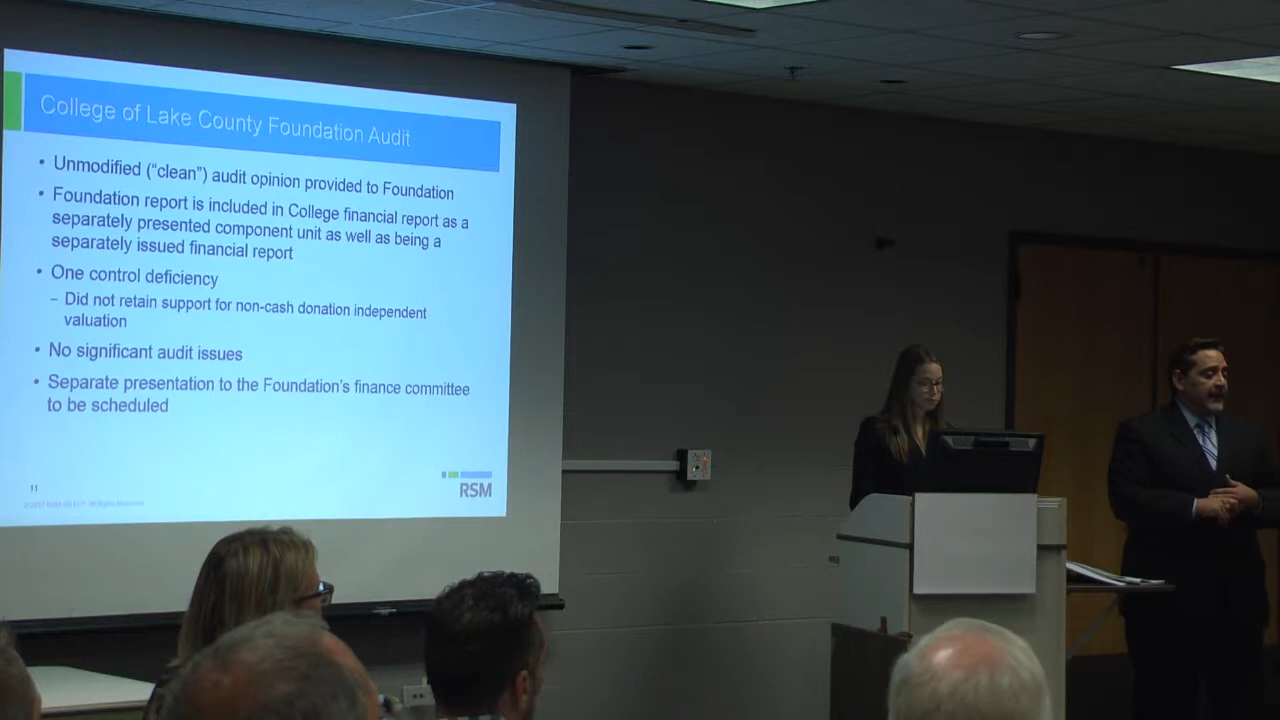 College of Lake County Foundation Audit
• Unmodified (“clean”) audit opinion provided to Foundation
• Foundation report is included in College financial report as a
separately presented component unit as well as being a
separately issued financial report
• One control deficiency
– Did not retain support for non-cash donation independent
valuation
• No significant audit issues
• Separate presentation to the Foundation’s finance committee
to be scheduled
11
RSM